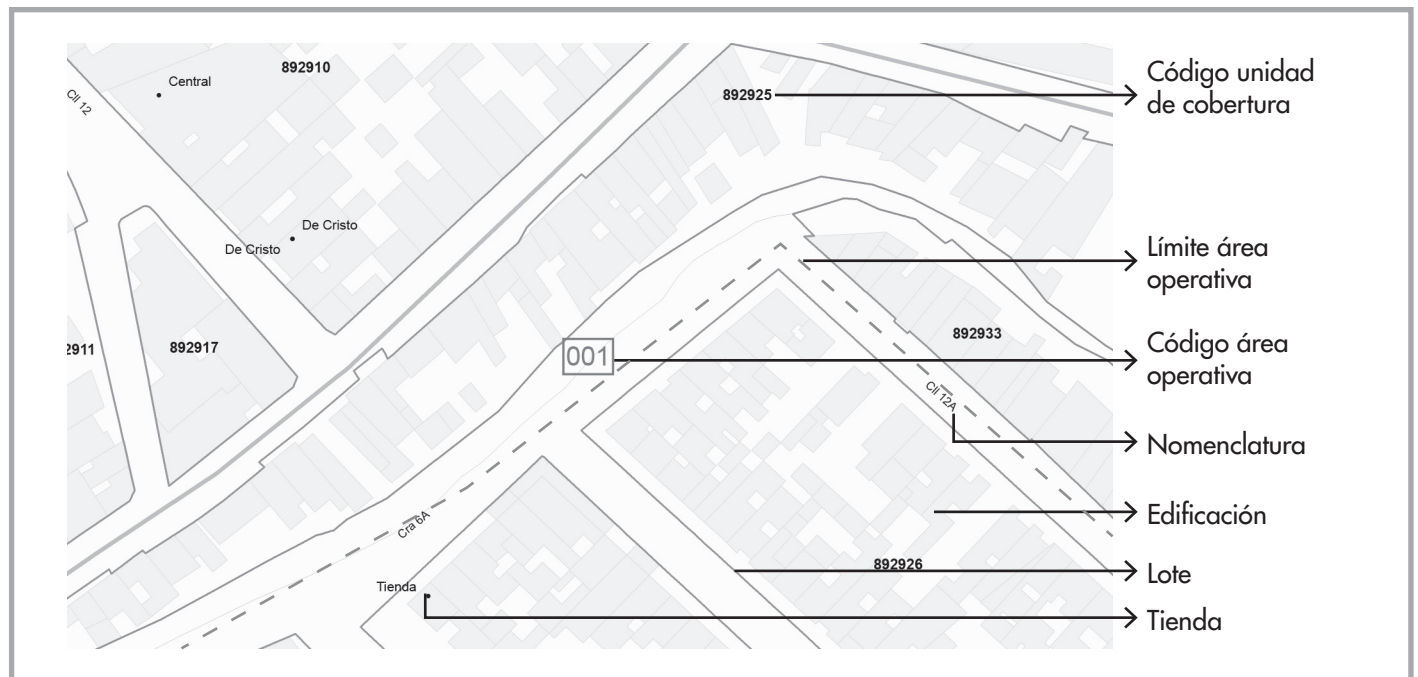 Central
892910
Cll 12
892925
Código unidad
de cobertura
De Cristo
De Cristo
Límite área
operativa
2911
892917
001
892933
Código área
operativa
Cll 12A
Nomenclatura
Cra 6A
Edificación
892926
Lote
Tienda
Tienda